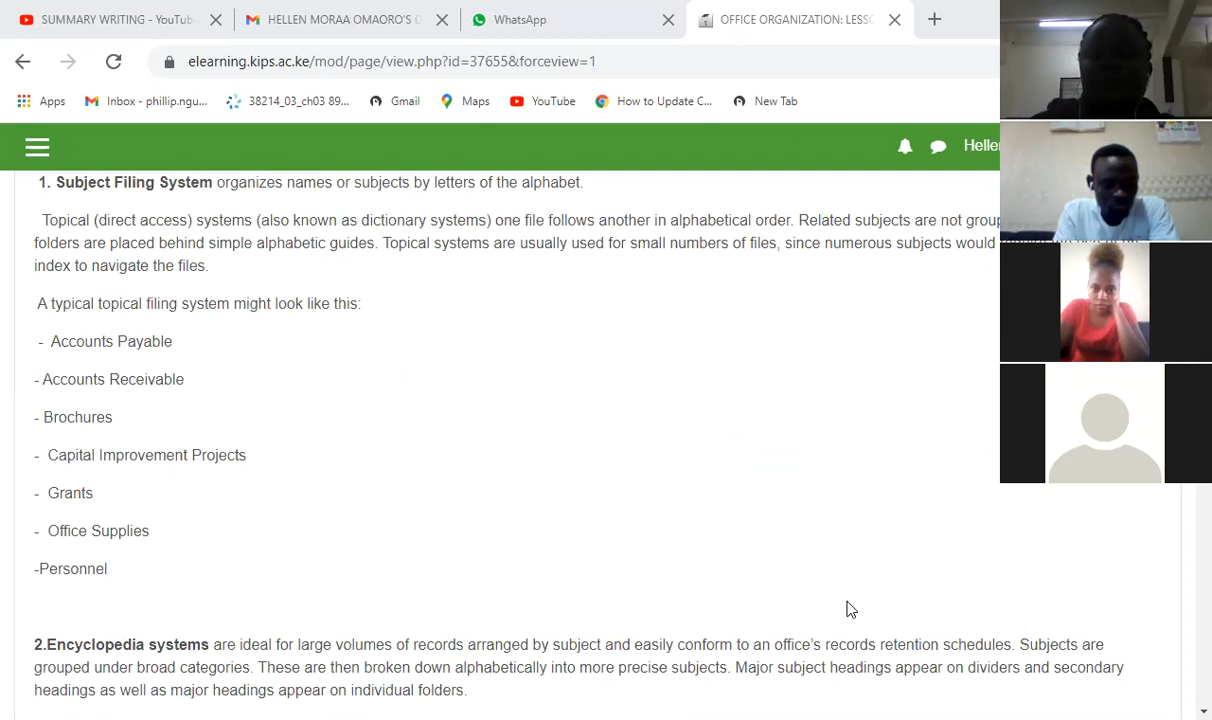 SUMMARY WRITING - YouTub
HELLEN MORAA OMAORO'S C
WhatsApp
OFFICE ORGANIZATION: LESSO
elearning.kips.ac.ke/mod/page/view.php?id=37655&forceview=1
Apps
Inbox - phillip.ngu...
38214_03_ch03 89...
Gmail
Maps
YouTube
How to Update C...
New Tab
Heller
1. Subject Filing System organizes names or subjects by letters of the alphabet.
Topical (direct access) systems (also known as dictionary systems) one file follows another in alphabetical order. Related subjects are not group
folders are placed behind simple alphabetic guides. Topical systems are usually used for small numbers of files, since numerous subjects would
index to navigate the files.
A typical topical filing system might look like this:
- Accounts Payable
- Accounts Receivable
- Brochures
- Capital Improvement Projects
- Grants
- Office Supplies
-Personnel
2.Encyclopedia systems are ideal for large volumes of records arranged by subject and easily conform to an office's records retention schedules. Subjects are
grouped under broad categories. These are then broken down alphabetically into more precise subjects. Major subject headings appear on dividers and secondary
headings as well as major headings appear on individual folders.